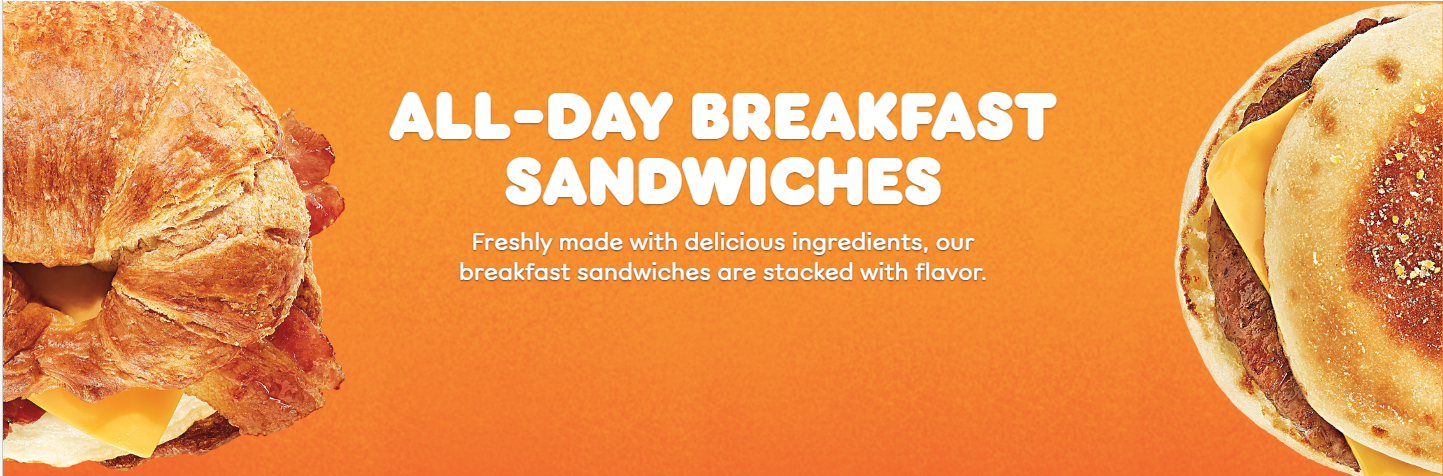 ALL-DAY BREAKFAST
SANDWICHES
Freshly made with delicious ingredients, our
breakfast sandwiches are stacked with flavor.